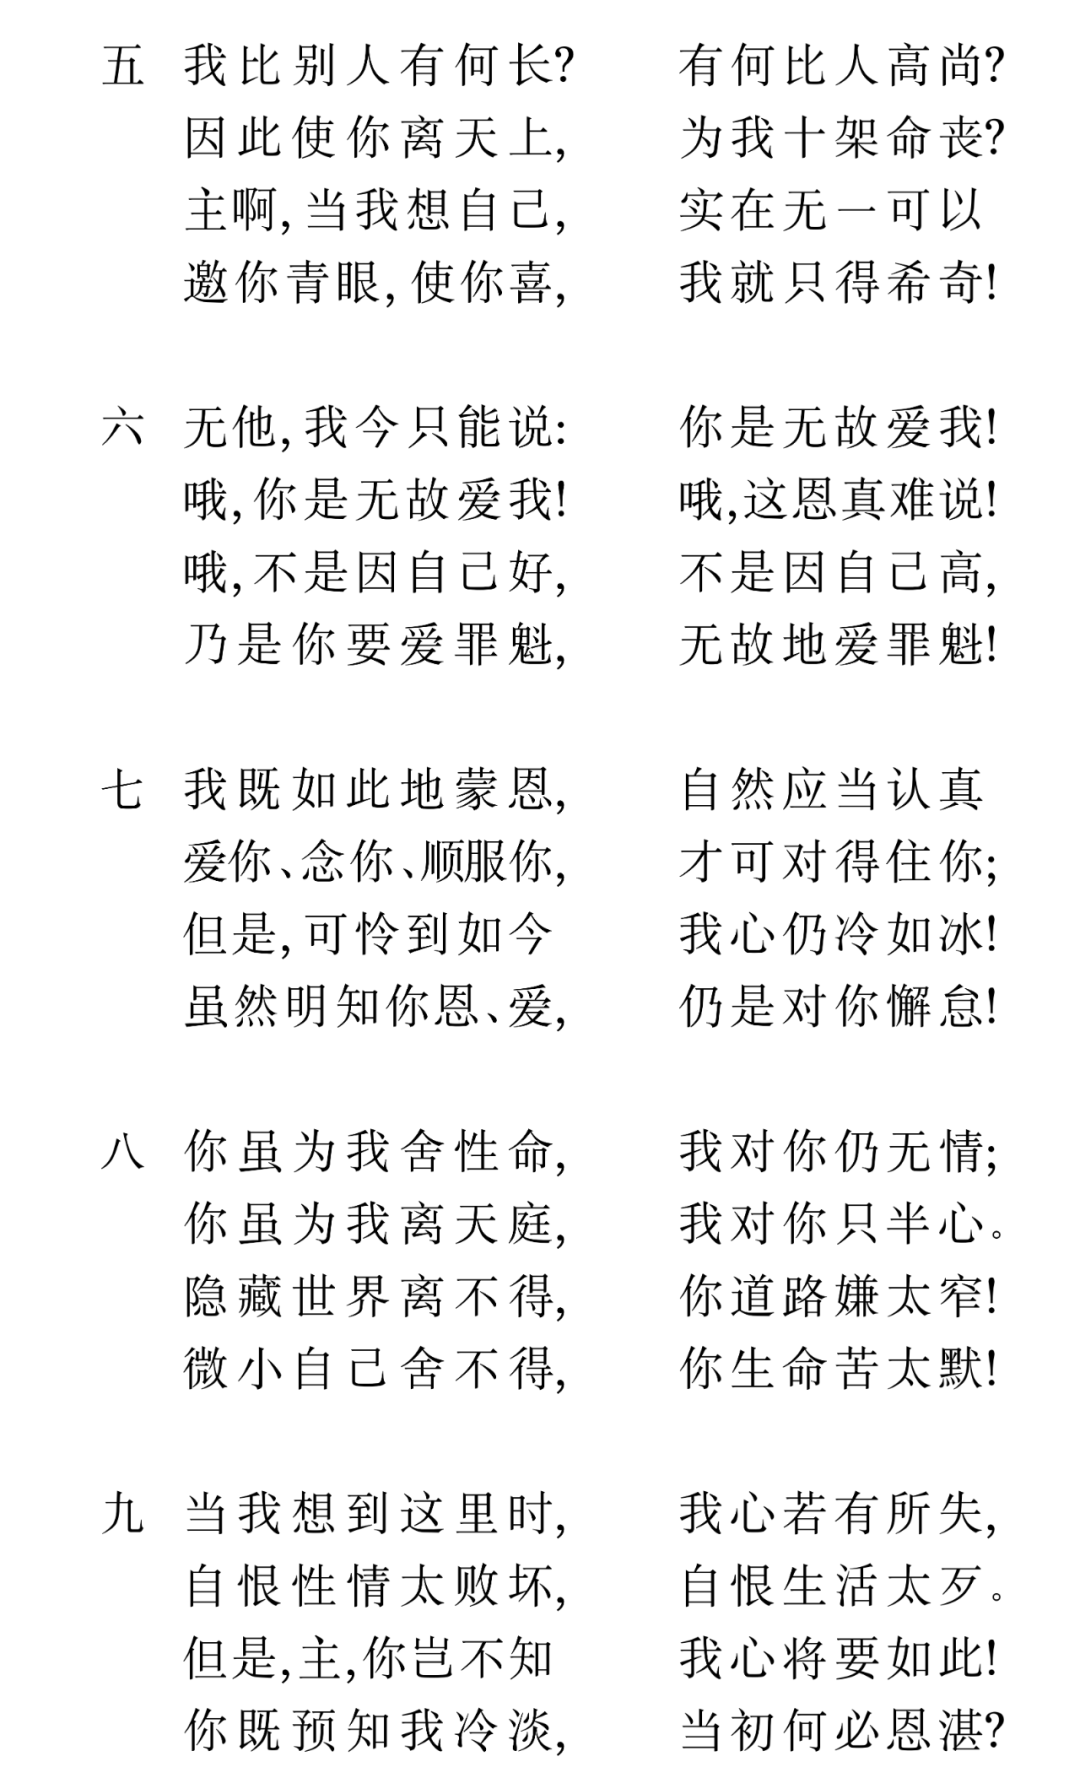 五 我比别人有何长? 有何比人高尚?
因此使你离天上, 为我十架命丧?
主啊, 当我想自己, 实在无一可以
邀你青眼, 使你喜, 我就只得希奇!
六 无他, 我今只能说: 你是无故爱我!
哦, 你是无故爱我! 哦, 这恩真难说!
哦, 不是因自己好, 不是因自己高,
乃是你要爱罪魁, 无故地爱罪魁!
七 我既如此地蒙恩, 自然应当认真
爱你、念你、顺服你, 才可对得住你;
但是, 可怜到如今 我心仍冷如冰!
虽然明知你恩、爱, 仍是对你懈怠!
八 你虽为我舍性命, 我对你仍无情;
你虽为我离天庭, 我对你只半心。
隐藏世界离不得, 你道路嫌太窄!
微小自己舍不得, 你生命苦太默!
九 当我想到这里时, 我心若有所失,
自恨性情太败坏, 自恨生活太歹。
但是, 主, 你岂不知 我心将要如此!
你既预知我冷淡, 当初何必恩湛?